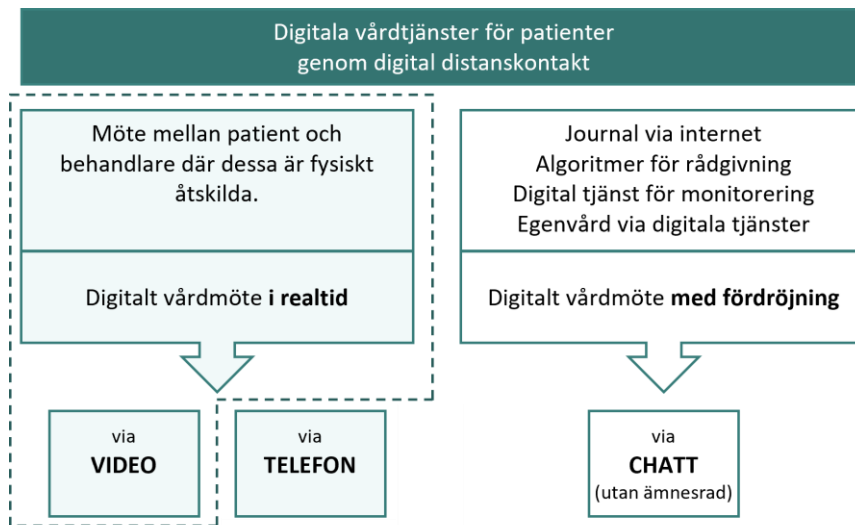 Digitala vårdtjänster för patienter
genom digital distanskontakt
Möte mellan patient och
behandlare där dessa är fysiskt
åtskilda.
Digitalt vårdmöte i realtid
via
VIDEO
via
TELEFON
Journal via internet
Algoritmer för rådgivning
Digital tjänst för monitorering
Egenvård via digitala tjänster
Digitalt vårdmöte med fördröjning
via
CHATT
(utan ämnesrad)